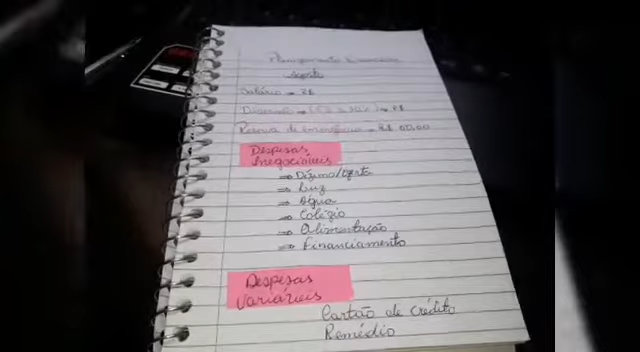 Planejamento Financeiro
Agosto
Salário → R$
Reserva de emergência → R$ 00,00
Despesas
Inegociáveis
⇒ Dízimo/oferta
⇒ Luz
⇒ Água
⇒ Colégio
⇒ Alimentação
⇒ Financiamento
Despesas
Variáveis
Cartão de crédito
Remédio